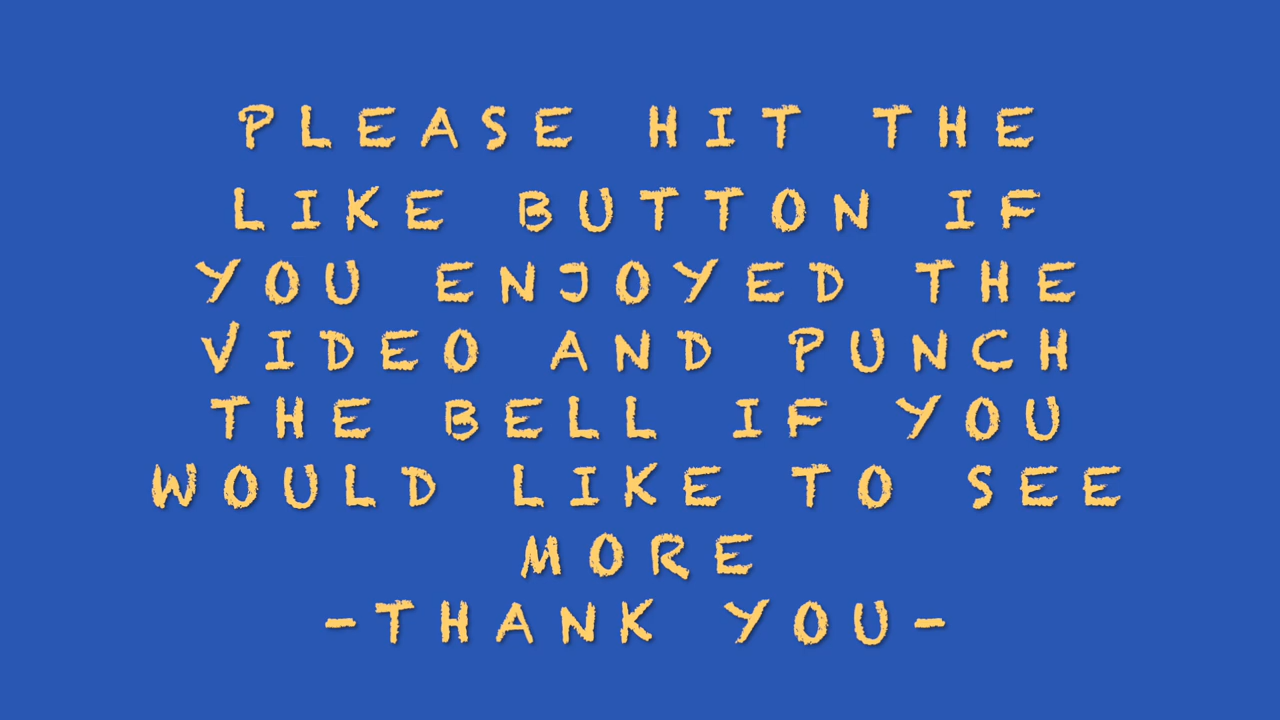 PLEASE HIT THE
LIKE BUTTON IF
YOU ENJOYED THE
VIDEO AND PUNCH
THE BELL IF YOU
WOULD LIKE TO SEE
MORE
-THANK YOU-